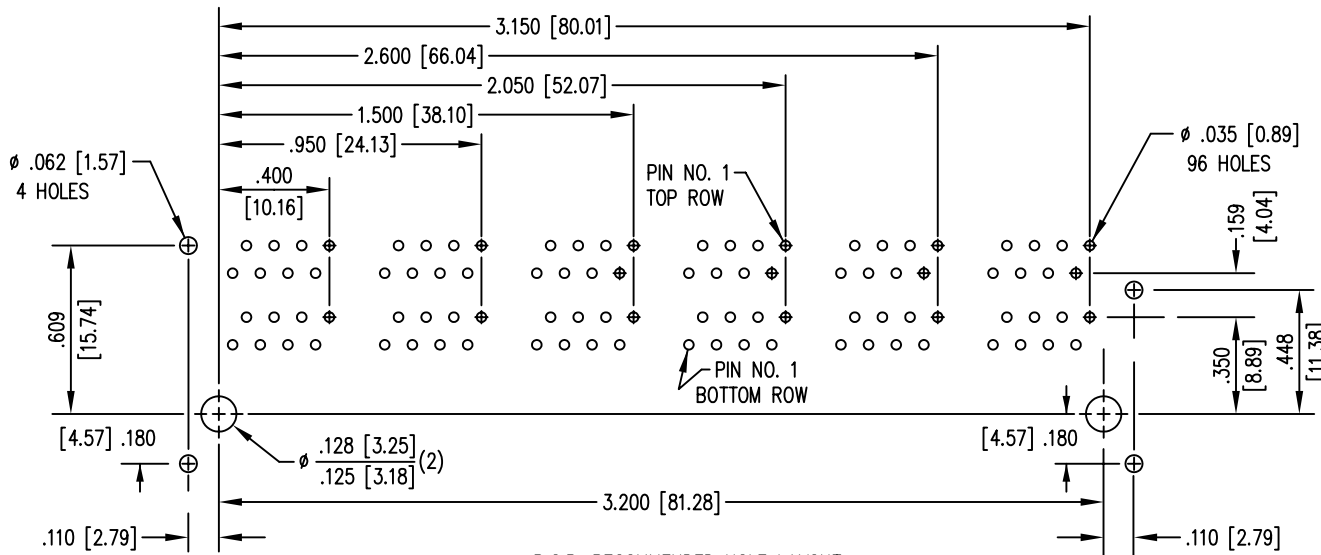 3.150 [80.01]
2.600 [66.04]
2.050 [52.07]
1.500 [38.10]
.950 [24.13]
ø .062 [1.57]
4 HOLES
.400
[10.16]
PIN NO. 1
TOP ROW
ø .035 [0.89]
96 HOLES
.159
[4.04]
.609
[15.74]
.350
[8.89]
.448
[11.38]
PIN NO. 1
BOTTOM ROW
[4.57] .180
ø .128 [3.25]
.125 [3.18] (2)
[4.57] .180
3.200 [81.28]
.110 [2.79]
.110 [2.79]